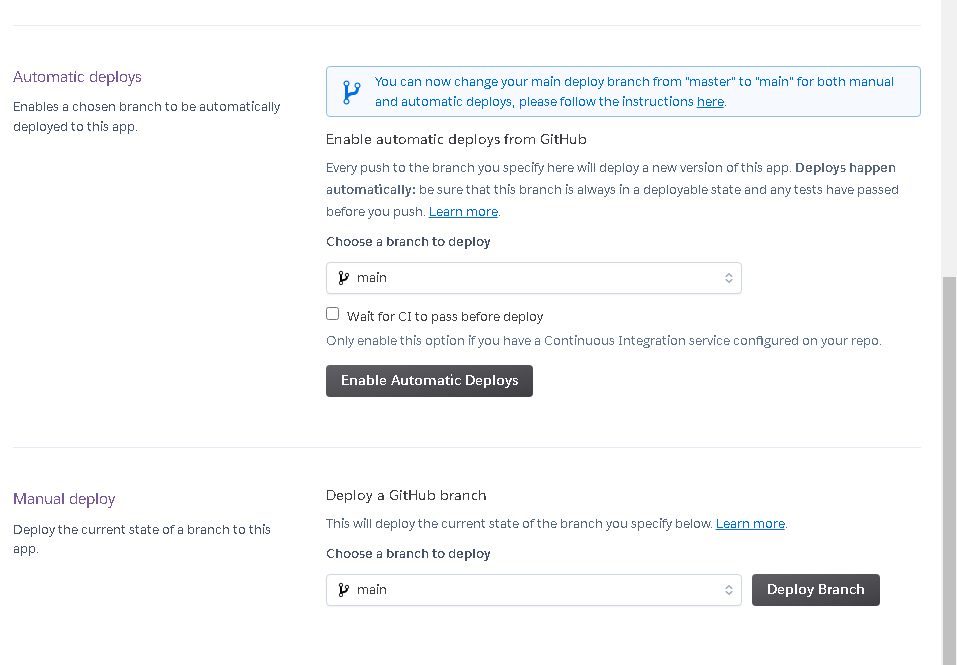 Automatic deploys
Enables a chosen branch to be automatically
deployed to this app.
You can now change your main deploy branch from "master" to "main" for both manual
and automatic deploys, please follow the instructions here.
Enable automatic deploys from GitHub
Every push to the branch you specify here will deploy a new version of this app. Deploys happen
automatically: be sure that this branch is always in a deployable state and any tests have passed
before you push. Learn more.
Choose a branch to deploy
main
Wait for CI to pass before deploy
Only enable this option if you have a Continuous Integration service configured on your repo.
Enable Automatic Deploys
Manual deploy
Deploy the current state of a branch to this
app.
Deploy a GitHub branch
This will deploy the current state of the branch you specify below. Learn more.
Choose a branch to deploy
main
Deploy Branch